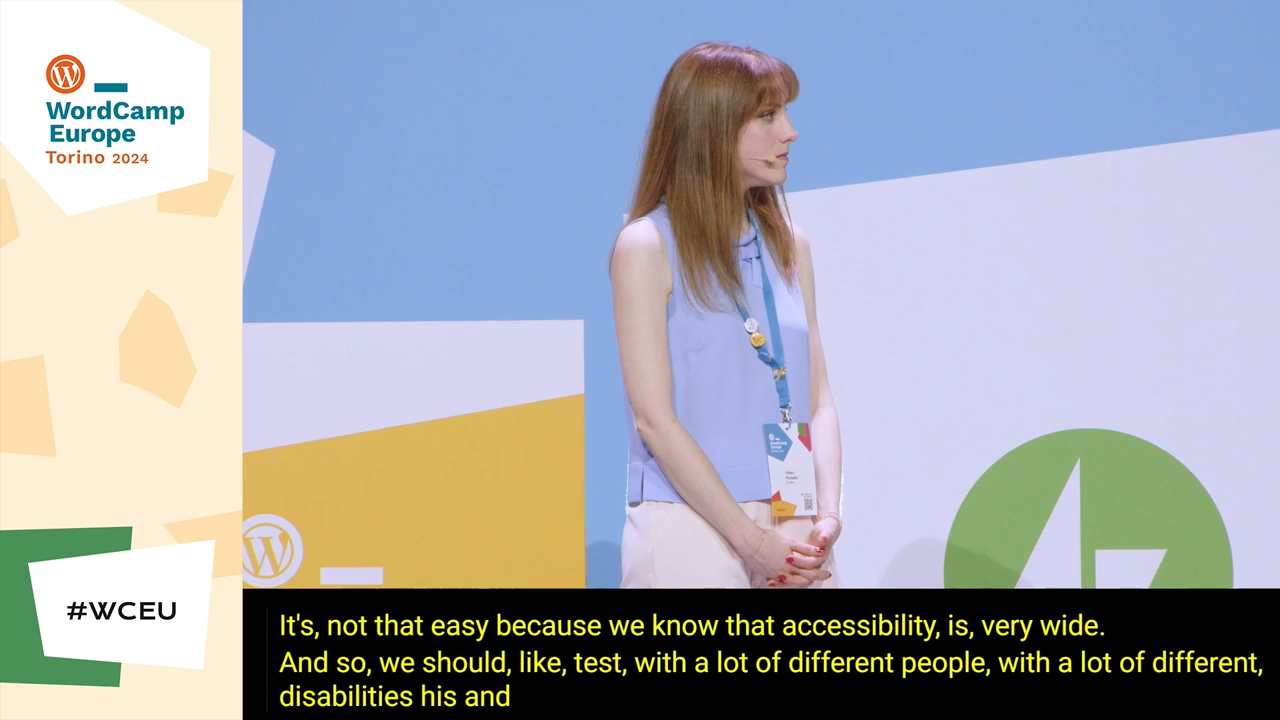 WordCamp
Europe
Torino 2024
#WCEU
It's, not that easy because we know that accessibility, is, very wide.
And so, we should, like, test, with a lot of different people, with a lot of different,
disabilities his and